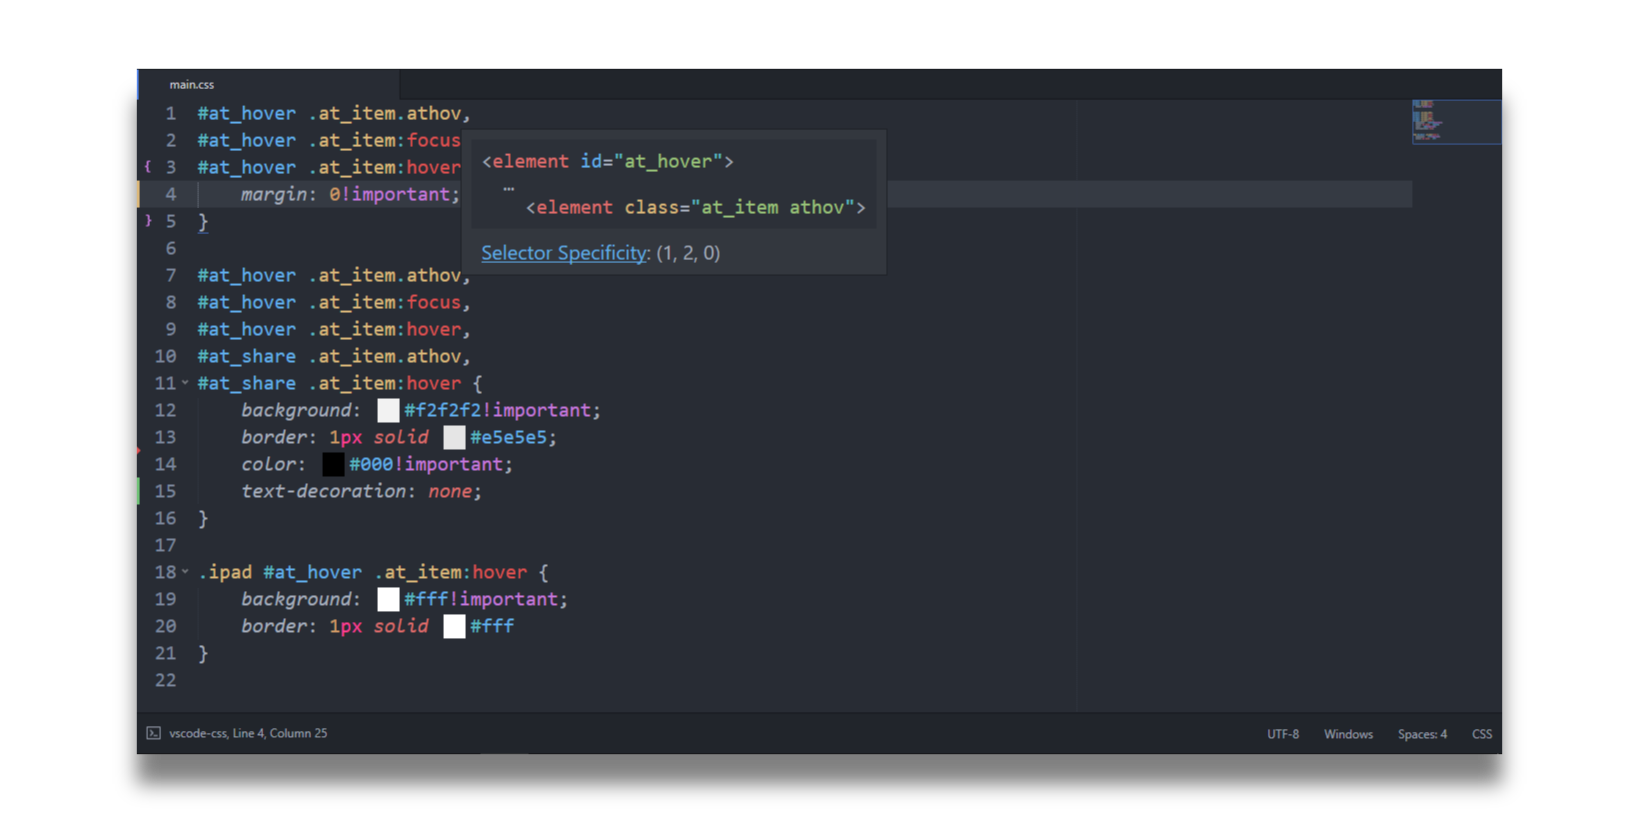 main.css
1 #at_hover .at_item.athov,
2 #at_hover .at_item:focus
{ 3 #at_hover .at_item:hover
4 margin: 0!important;
} 5 }
<element id="at_hover">
…
<element class="at_item athov">
Selector Specificity: (1, 2, 0)
6
7 #at_hover .at_item.athov,
8 #at_hover .at_item:focus,
9 #at_hover .at_item:hover,
10 #at_share .at_item.athov,
11 #at_share .at_item:hover {
12 background: #f2f2f2!important;
13 border: 1px solid #e5e5e5;
14 color: #000!important;
15 text-decoration: none;
16 }
17
18 .ipad #at_hover .at_item:hover {
19 background: #fff!important;
20 border: 1px solid #fff
21 }
22
vscode-css, Line 4, Column 25
UTF-8 Windows Spaces: 4 CSS